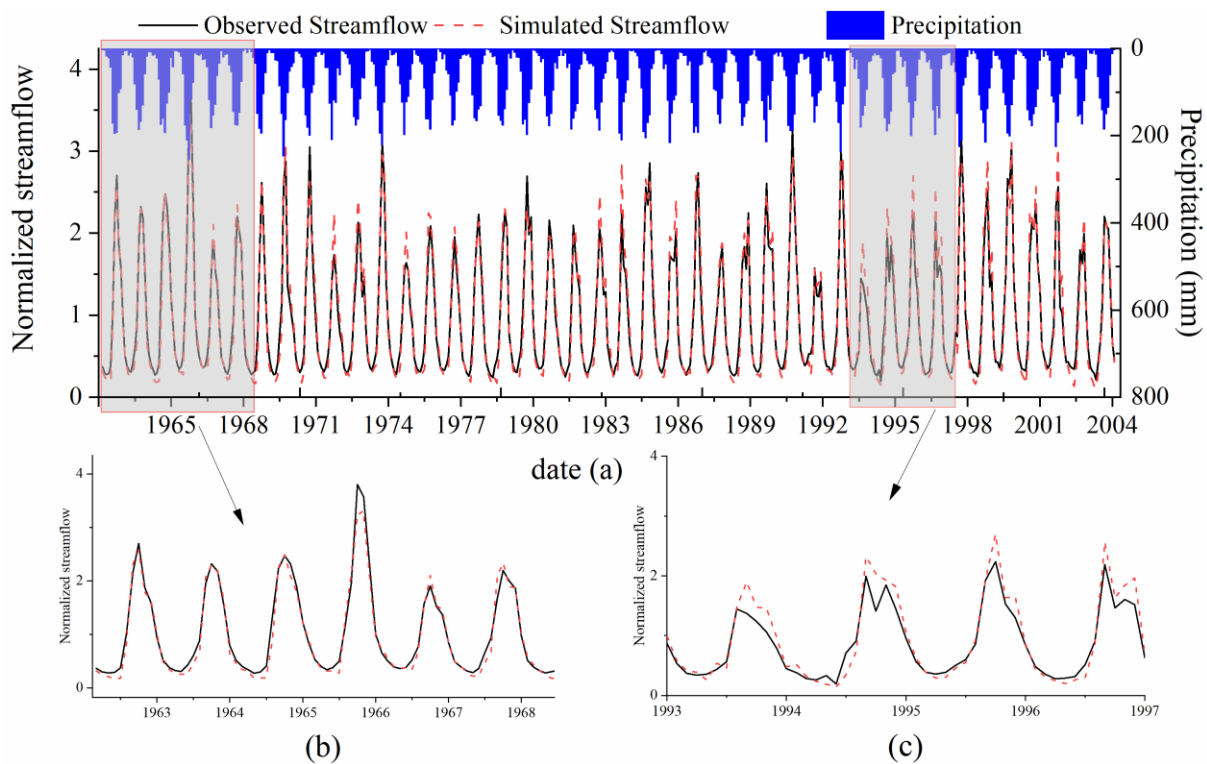 Observed Streamflow Simulated Streamflow Precipitation
4 0
3 200
2 400
1 600
0 800
Normalized streamflow
Precipitation (mm)
1965 1968 1971 1974 1977 1980 1983 1986 1989 1992 1995 1998 2001 2004
date (a)
4
2
0
Normalized streamflow
1963 1964 1965 1966 1967 1968
(b)
4
2
0
Normalized streamflow
1993 1994 1995 1996 1997
(c)